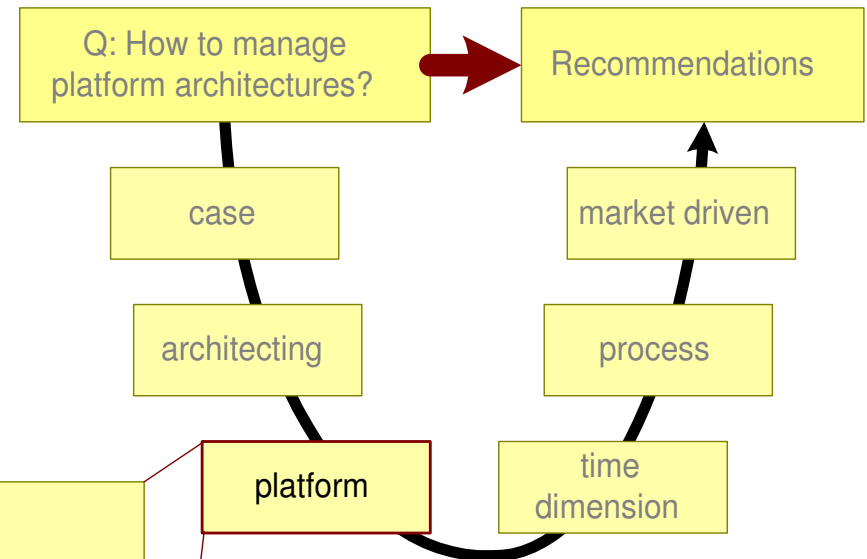 Q: How to manage
platform architectures?
Recommendations
case
market driven
architecting
process
platform
time
dimension